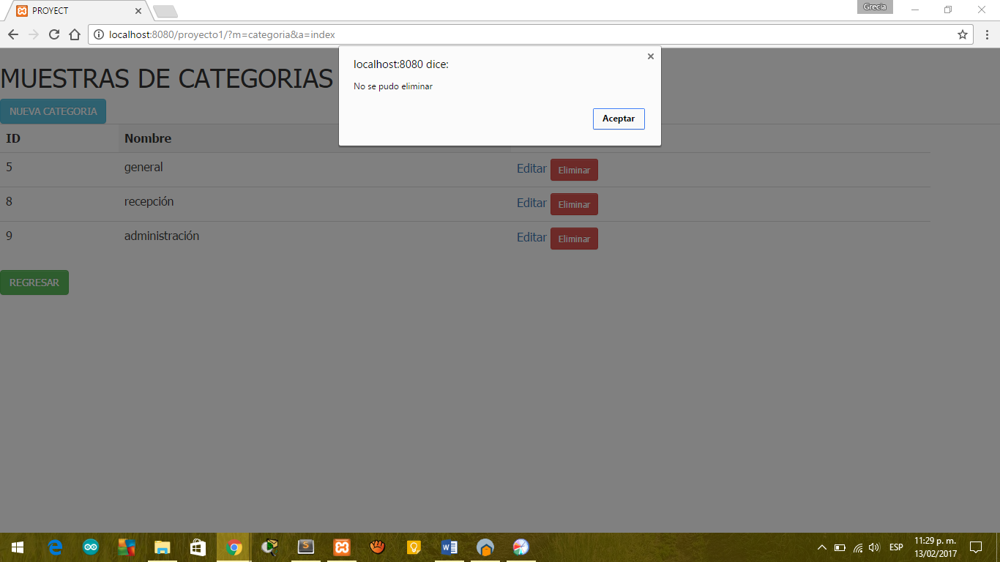 PROYECT
Grecia
localhost:8080/proyecto1/?m=categoria&a=index
localhost:8080 dice:
No se pudo eliminar
Aceptar
MUESTRAS DE CATEGORIAS
NUEVA CATEGORIA
ID Nombre
5 general Editar Eliminar
8 recepción Editar Eliminar
9 administración Editar Eliminar
REGRESAR
ESP
11:29 p. m.
13/02/2017